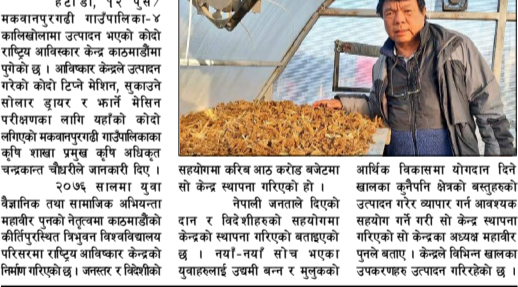 हेटौंडा, १२ पुस/
मकवानपुरगढी गाउँपालिका-४
कालिखोलामा उत्पादन भएको कोदो
राष्ट्रिय आविस्कार केन्द्र काठमाडौंमा
पुगेको छ । आविष्कार केन्द्रले उत्पादन
गरेको कोदो टिप्ने मेशिन, सुकाउने
सोलार ड्रायर र झार्ने मेसिन
परीक्षणका लागि यहाँको कोदो
लगिएको मकवानपुरगढी गाउँपालिकाका
कृषि शाखा प्रमुख कृषि अधिकृत
चन्द्रकान्त चौधरीले जानकारी दिए ।
२०७६ सालमा युवा
वैज्ञानिक तथा सामाजिक अभियन्ता
महावीर पुनको नेतृत्वमा काठमाडौंको
कीर्तिपुरस्थित त्रिभुवन विश्वविद्यालय
परिसरमा राष्ट्रिय आविष्कार केन्द्रको
निर्माण गरिएको छ । जनस्तर र विदेशीको
सहयोगमा करिब आठ करोड बजेटमा
सो केन्द्र स्थापना गरिएको हो ।
नेपाली जनताले दिएको
दान र विदेशीहरुको सहयोगमा
केन्द्रको स्थापना गरिएको बताइएको
छ । नयाँ-नयाँ सोच भएका
युवाहरुलाई उद्यमी बन्न र मुलुकको
आर्थिक विकासमा योगदान दिने
खालका कुनैपनि क्षेत्रको बस्तुहरुको
उत्पादन गरेर व्यापार गर्न आवश्यक
सहयोग गर्ने गरी सो केन्द्र स्थापना
गरिएको सो केन्द्रका अध्यक्ष महावीर
पुनले बताए । केन्द्रले विभिन्न खालका
उपकरणहरु उत्पादन गरिरहेको छ ।